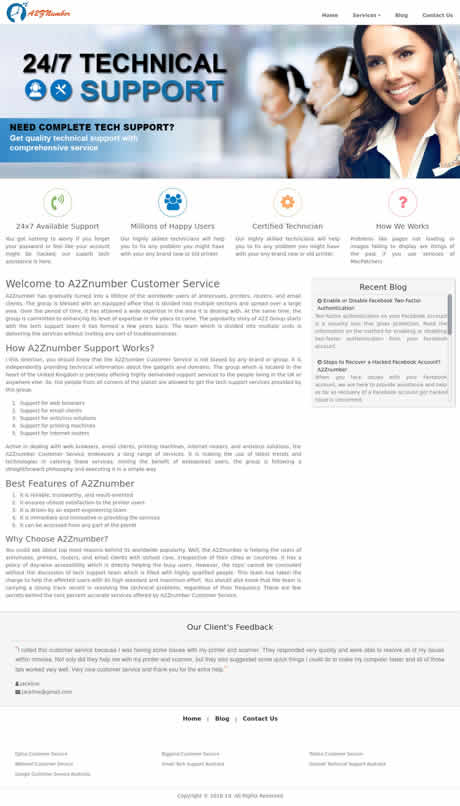 A2ZNumber
Home Services Blog Contact Us
24/7 TECHNICAL
SUPPORT
NEED COMPLETE TECH SUPPORT?
Get quality technical support with
comprehensive service
24x7 Available Support
You got nothing to worry if you forget
your password or feel like your account
might be hacked, our superb tech
assistance is here.
Millions of Happy Users
Our highly skilled technicians will help
you to fix any problem you might have
with your any brand new or old printer.
Certified Technician
Our highly skilled technicians will help
you to fix any problem you might have
with your any brand new or old printer.
How We Works
Problems like pages not loading or
images failing to display are things of
the past if you use services of
MacPatchers
Welcome to A2Znumber Customer Service
A2Znumber has gradually turned into a lifeline of the worldwide users of antiviruses, printers, routers, and email
clients. The group is blessed with an equipped office that is divided into multiple sections and spread over a large
area. Over the period of time, it has attained a wide expertise in the area it is dealing with. At the same time, the
group is committed to enhancing its level of expertise in the years to come. The popularity story of A2Z Group starts
with the tech support team it has formed a few years back. The team which is divided into multiple units is
delivering the services without inviting any sort of troublesomeness.
How A2Znumber Support Works?
I this selection, you should know that the A2Znumber Customer Service is not biased by any brand or group. It is
independently providing technical information about the gadgets and domains. The group which is located in the
heart of the United Kingdom is precisely offering highly demanded support services to the people living in the UK or
anywhere else. So, the people from all corners of the planet are allowed to get the tech support services provided by
this group.
1. Support for web browsers
2. Support for email clients
3. Support for antivirus solutions
4. Support for printing machines
5. Support for internet routers
Active in dealing with web browsers, email clients, printing machines, internet routers, and antivirus solutions, the
A2Znumber Customer Service endeavors a long range of services. It is making the use of latest trends and
technologies in catering these services, minding the benefit of exasperated users, the group is following a
straightforward philosophy and executing it in a simple way.
Best Features of A2Znumber
1. It is reliable, trustworthy, and result-oriented
2. It ensures utmost satisfaction to the printer users
3. It is driven by an expert engineering team
4. It is immediate and innovative in providing the services
5. It can be accessed from any part of the planet
Why Choose A2Znumber?
You could ask about top most reasons behind its worldwide popularity. Well, the A2Znumber is helping the users of
antiviruses, printers, routers, and email clients with utmost care, irrespective of their cities or countries. It has a
policy of day-wise accessibility which is directly helping the busy users. However, the topic cannot be concluded
without the discussion of tech support team which is filled with highly qualified people. This team has taken the
charge to help the affected users with its high standard and maximum effort. You should also know that the team is
carrying a strong track record in resolving the technical problems, regardless of their frequency. These are few
secrets behind the cent percent accurate services offered by A2Znumber Customer Service.
Recent Blog
Enable or Disable Facebook Two-factor
Authentication
Two-factor authentication on your Facebook account
is a security tool that gives protection. Read the
information on the method for enabling or disabling
two-factor authentication from your Facebook
account.
Steps to Recover a Hacked Facebook Account?
A2Znumber
When you face issues with your Facebook
account, we are here to provide assistance and help
as far as recovery of a Facebook account got hacked
issue is concerned.
Our Client's Feedback
"I called this customer service because I was having some issues with my printer and scanner. They responded very quickly and were able to resolve all of my issues
within minutes. Not only did they help me with my printer and scanner, but they also suggested some quick things I could do to make my computer faster and all of those
tips worked very well. Very nice customer service and thank you for the extra help."
Jackline
jackline@gmail.com
Home | Blog | Contact Us
Optus Customer Service
Bigpond Customer Service
Telstra Customer Service
Webmail Customer Service
Gmail Tech Support Australia
Google Customer Service Australia
Copyright © 2018-19. All Rights Reserved